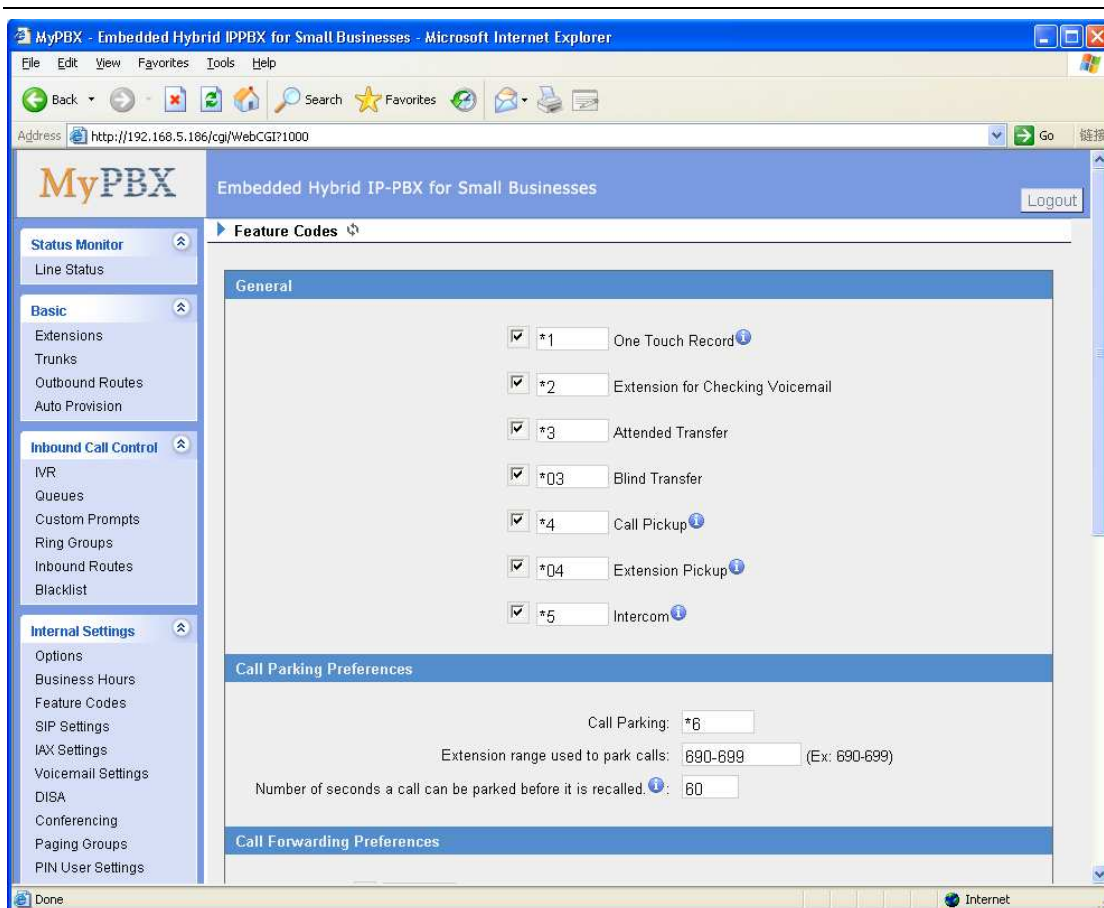 MyPBX - Embedded Hybrid IPPBX for Small Businesses - Microsoft Internet Explorer
File Edit View Favorites Tools Help
Back Search Favorites
Address http://192.168.5.186/cgi/WebCGI?1000 Go 链接
MyPBX Embedded Hybrid IP-PBX for Small Businesses
Logout
Status Monitor
Line Status
Basic
Extensions
Trunks
Outbound Routes
Auto Provision
Inbound Call Control
IVR
Queues
Custom Prompts
Ring Groups
Inbound Routes
Blacklist
Internal Settings
Options
Business Hours
Feature Codes
SIP Settings
IAX Settings
Voicemail Settings
DISA
Conferencing
Paging Groups
PIN User Settings
Feature Codes
General
*1 One Touch Record
*2 Extension for Checking Voicemail
*3 Attended Transfer
*03 Blind Transfer
*4 Call Pickup
*04 Extension Pickup
*5 Intercom
Call Parking Preferences
Call Parking: *6
Extension range used to park calls: 690-699 (Ex: 690-699)
Number of seconds a call can be parked before it is recalled. : 60
Call Forwarding Preferences
Done Internet